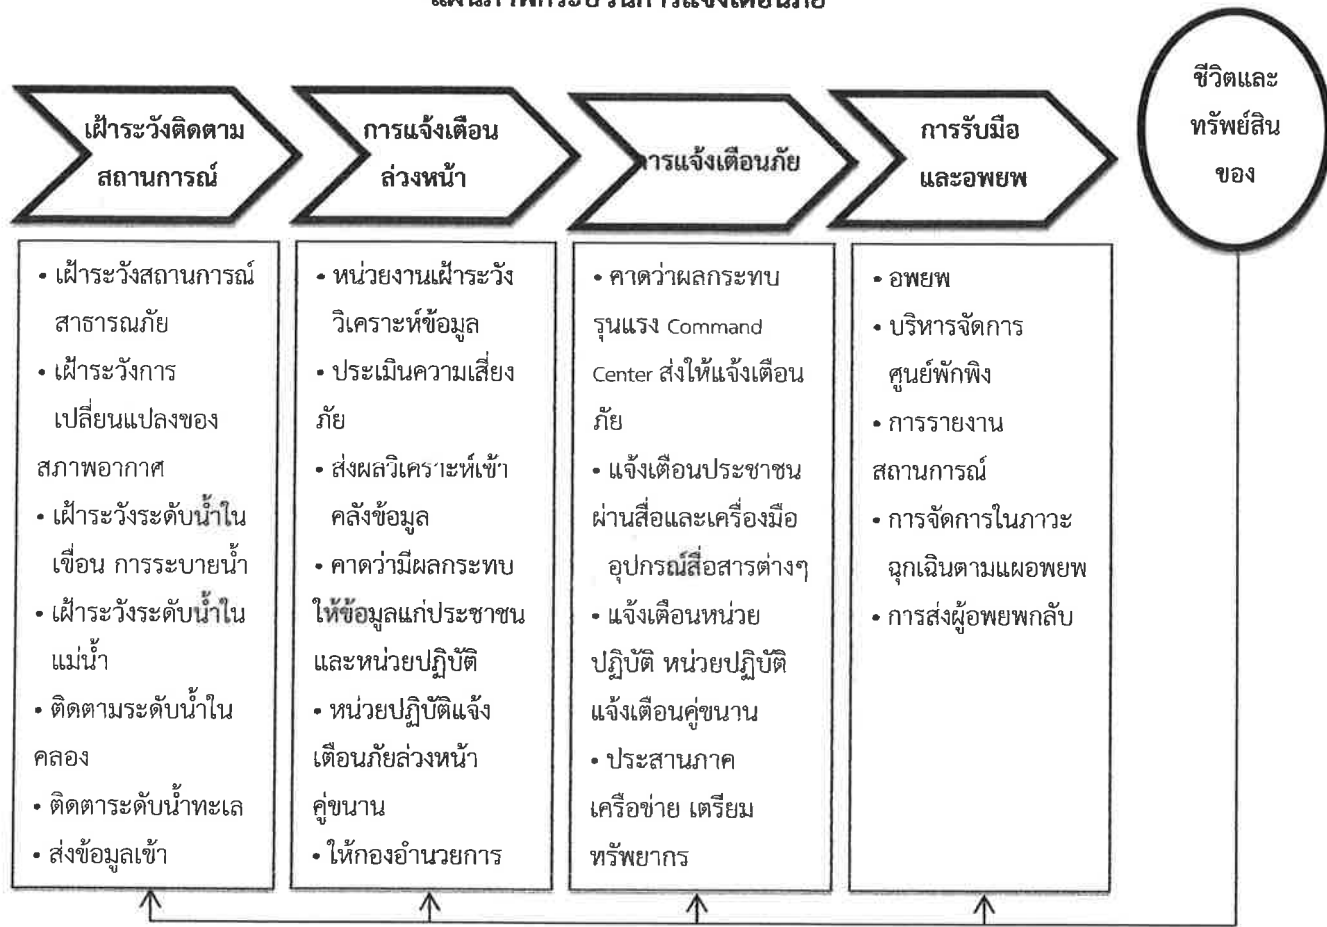 แผนภาพกระบวนการแจ้งเตือนภัย
เฝ้าระวังติดตาม
สถานการณ์
การแจ้งเตือน
ล่วงหน้า
การแจ้งเตือนภัย
การรับมือ
และอพยพ
ชีวิตและ
ทรัพย์สิน
ของ
• เฝ้าระวังสถานการณ์
สาธารณภัย
• เฝ้าระวังการ
เปลี่ยนแปลงของ
สภาพอากาศ
• เฝ้าระวังระดับน้ำใน
เขื่อน การระบายน้ำ
• เฝ้าระวังระดับน้ำใน
แม่น้ำ
• ติดตามระดับน้ำใน
คลอง
• ติดตาระดับน้ำทะเล
• ส่งข้อมูลเข้า
• หน่วยงานเฝ้าระวัง
วิเคราะห์ข้อมูล
• ประเมินความเสี่ยง
ภัย
• ส่งผลวิเคราะห์เข้า
คลังข้อมูล
• คาดว่ามีผลกระทบ
ให้ข้อมูลแก่ประชาชน
และหน่วยปฏิบัติ
• หน่วยปฏิบัติแจ้ง
เตือนภัยล่วงหน้า
คู่ขนาน
• ให้กองอำนวยการ
• คาดว่าผลกระทบ
รุนแรง Command
Center ส่งให้แจ้งเตือน
ภัย
• แจ้งเตือนประชาชน
ผ่านสื่อและเครื่องมือ
อุปกรณ์สื่อสารต่างๆ
• แจ้งเตือนหน่วย
ปฏิบัติ หน่วยปฏิบัติ
แจ้งเตือนคู่ขนาน
• ประสานภาค
เครือข่าย เตรียม
ทรัพยากร
• อพยพ
• บริหารจัดการ
ศูนย์พักพิง
• การรายงาน
สถานการณ์
• การจัดการในภาวะ
ฉุกเฉินตามแผอพยพ
• การส่งผู้อพยพกลับ